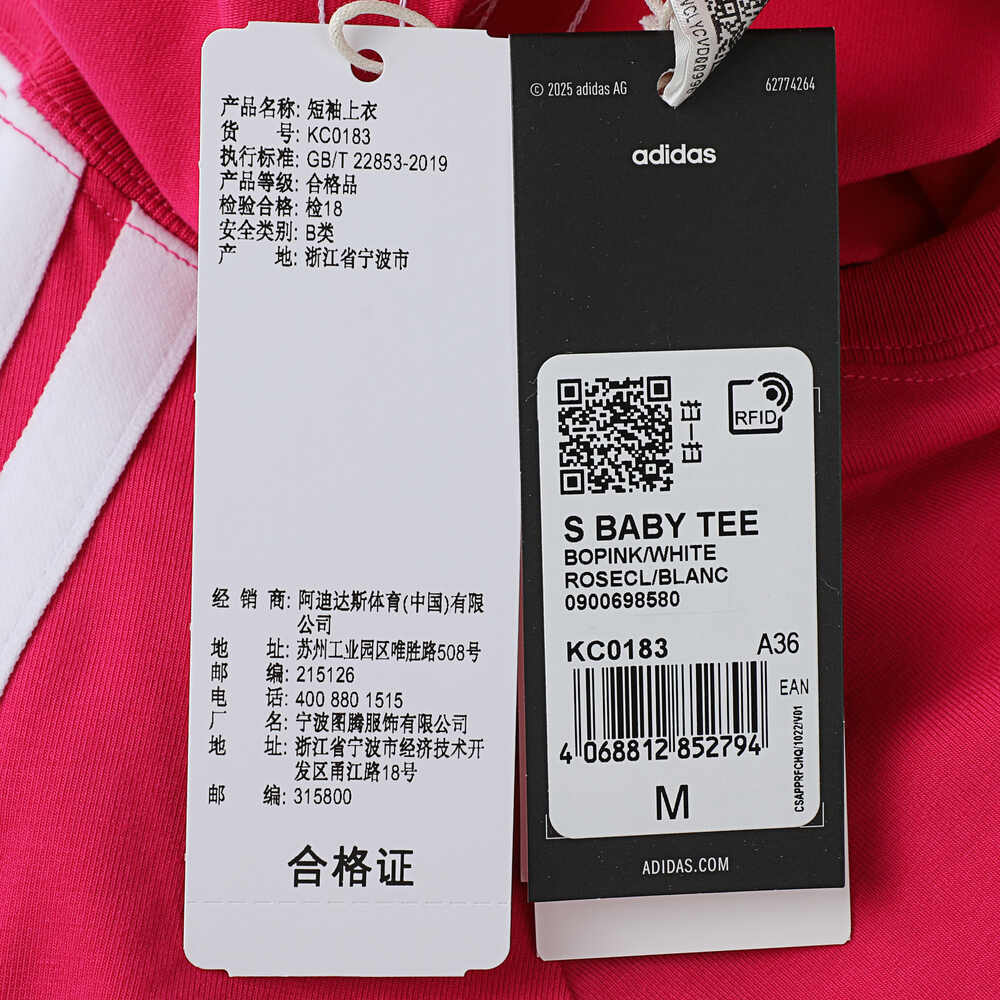 产品名称: 短袖上衣
货 号: KC0183
执行标准: GB/T 22853-2019
产品等级: 合格品
检验合格: 检18
安全类别: B类
产 地: 浙江省宁波市
经 销 商: 阿迪达斯体育(中国)有限
公司
地 址: 苏州工业园区唯胜路508号
邮 编: 215126
电 话: 400 880 1515
厂 名: 宁波图腾服饰有限公司
地 址: 浙江省宁波市经济技术开
发区甬江路18号
邮 编: 315800
合格证
© 2025 adidas AG
62774264
adidas
扫一扫
RFID
S BABY TEE
BOPINK/WHITE
ROSECL/BLANC
0900698580
KC0183 A36
EAN
4 068812 852794
CSAPPRFCHQ/1022/V01
M
ADIDAS.COM